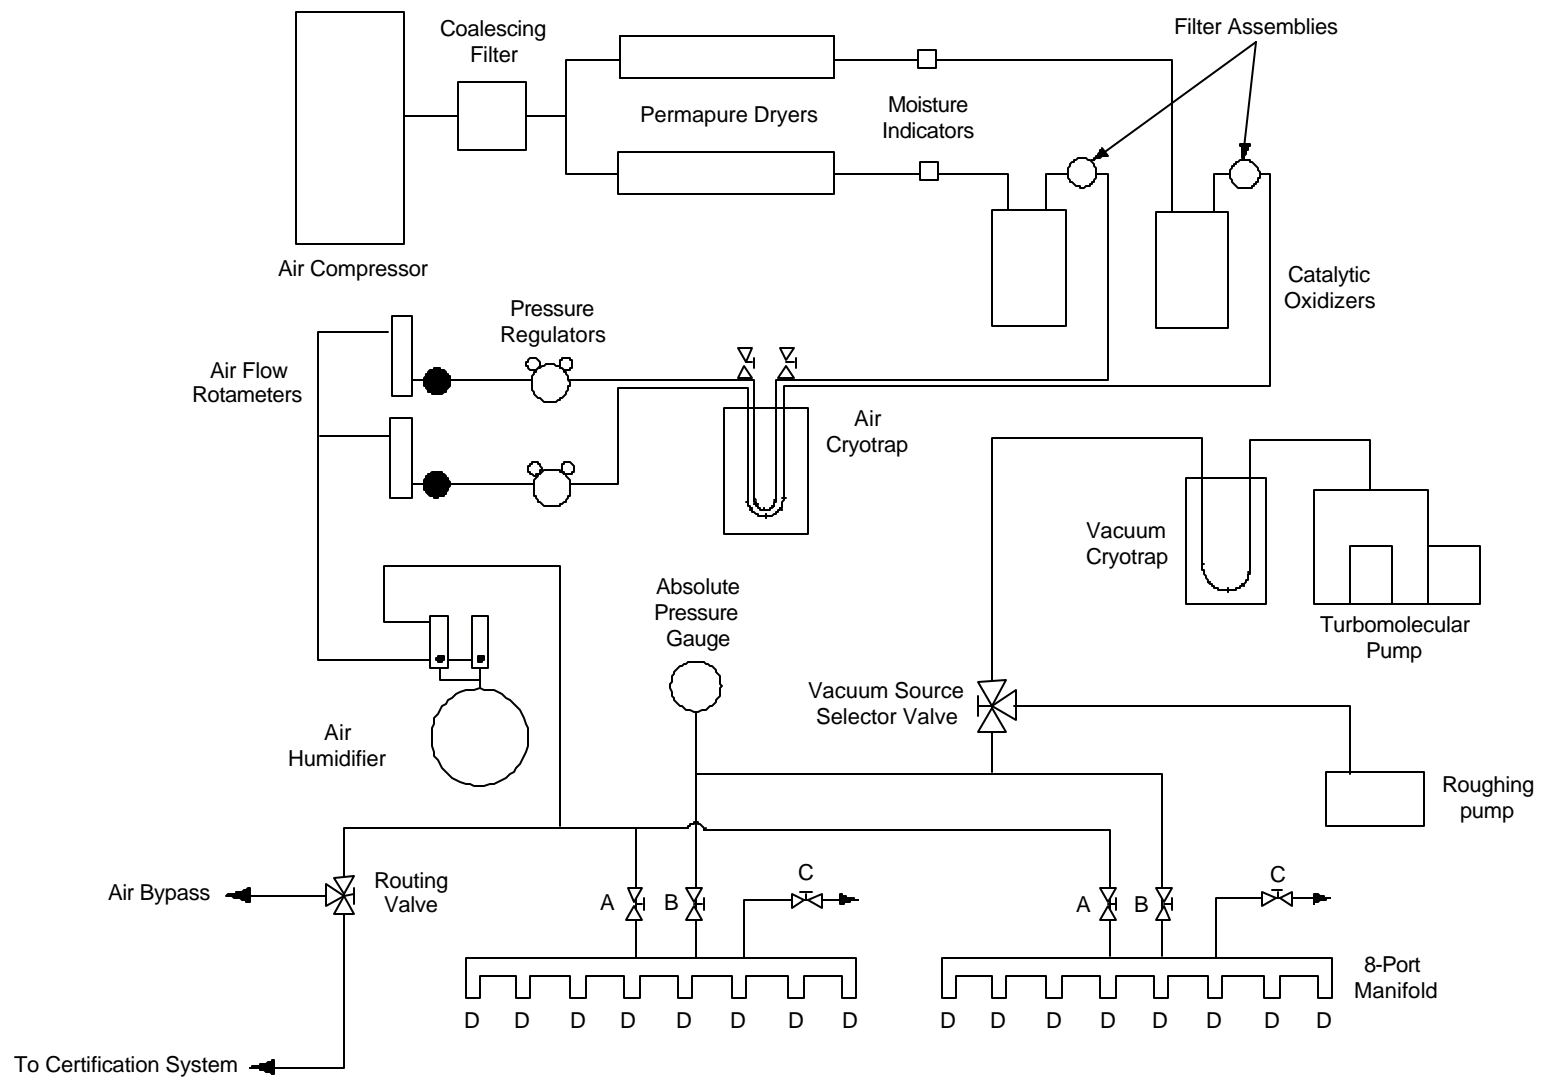 Coalescing
Filter
Filter Assemblies
Permapure Dryers
Moisture
Indicators
Air Compressor
Catalytic
Oxidizers
Pressure
Regulators
Air Flow
Rotameters
Air
Cryotrap
Vacuum
Cryotrap
Absolute
Pressure
Gauge
Turbomolecular
Pump
Vacuum Source
Selector Valve
Air
Humidifier
Roughing
pump
Air Bypass
Routing
Valve
A
B
C
A
B
C
8-Port
Manifold
D D D D D D D D
D D D D D D D D
To Certification System